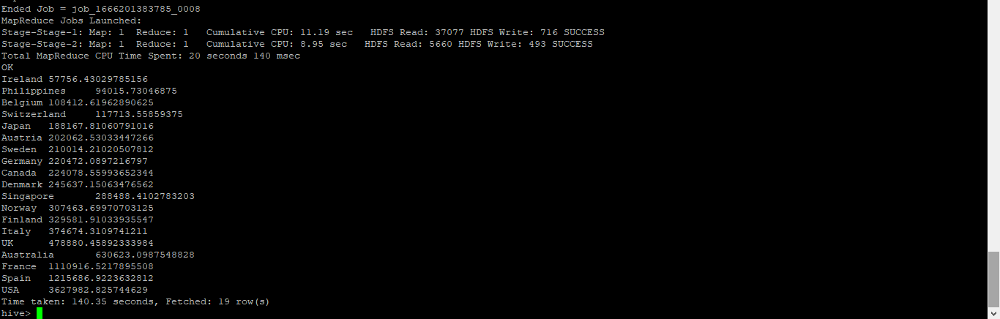 Ended Job = job_1666201383785_0008
MapReduce Jobs Launched:
Stage-Stage-1: Map: 1  Reduce: 1   Cumulative CPU: 11.19 sec   HDFS Read: 37077 HDFS Write: 716 SUCCESS
Stage-Stage-2: Map: 1  Reduce: 1   Cumulative CPU: 8.95 sec   HDFS Read: 5660 HDFS Write: 493 SUCCESS
Total MapReduce CPU Time Spent: 20 seconds 140 msec
OK
Ireland 57756.43029785156
Philippines     94015.73046875
Belgium 108412.61962890625
Switzerland     117713.55859375
Japan   188167.81060791016
Austria 202062.53033447266
Sweden  210014.21020507812
Germany 220472.0897216797
Canada  224078.55993652344
Denmark 245637.15063476562
Singapore       288488.4102783203
Norway  307463.69970703125
Finland 329581.91033935547
Italy   374674.3109741211
UK      478880.45892333984
Australia       630623.0987548828
France  1110916.5217895508
Spain   1215686.9223632812
USA     3627982.825744629
Time taken: 140.35 seconds, Fetched: 19 row(s)
hive>